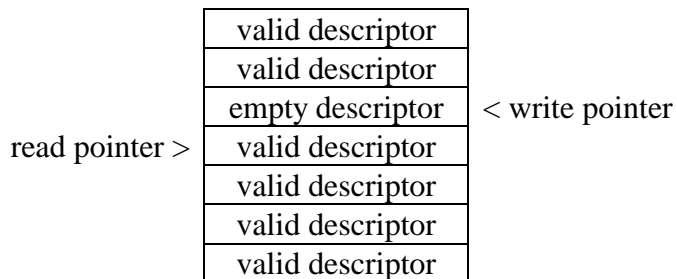 valid descriptor
valid descriptor
empty descriptor < write pointer
read pointer > valid descriptor
valid descriptor
valid descriptor
valid descriptor